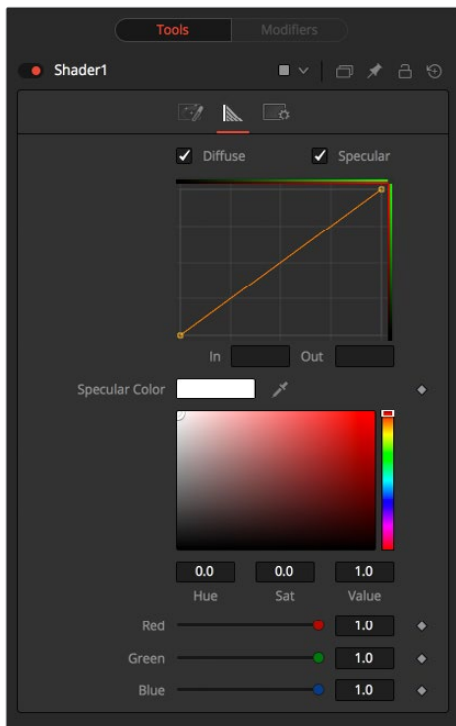 Tools Modifiers
Shader1
Diffuse Specular
In Out
Specular Color
0.0 0.0 1.0
Hue Sat Value
Red 1.0
Green 1.0
Blue 1.0